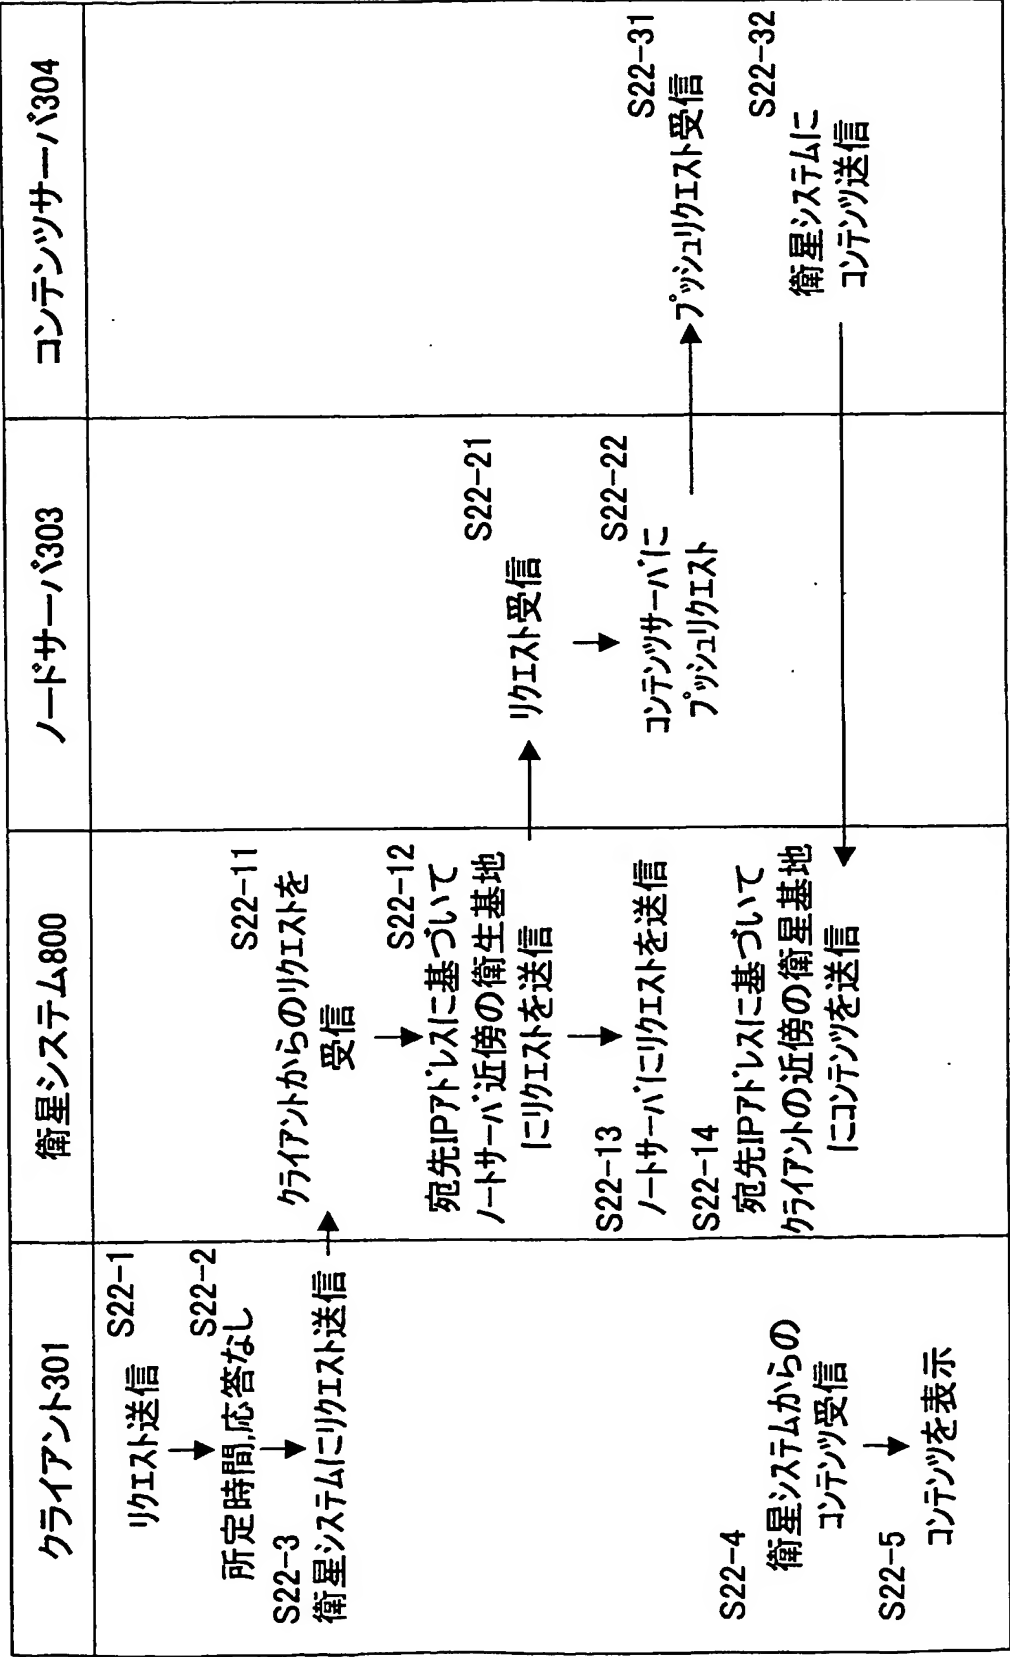 クライアント301
S22-1
リクエスト送信
S22-2
所定時間,応答なし
S22-3
衛星システムにリクエスト送信
S22-4
衛星システムからの
コンテンツ受信
S22-5
コンテンツを表示
衛星システム800
S22-11
クライアントからのリクエストを
受信
S22-12
宛先IPアドレスに基づいて
ノートサーバ近傍の衛生基地
にリクエストを送信
S22-13
ノートサーバにリクエストを送信
S22-14
宛先IPアドレスに基づいて
クライアントの近傍の衛星基地
にコンテンツを送信
ノードサーバ303
S22-21
リクエスト受信
S22-22
コンテンツサーバに
プッシュリクエスト
コンテンツサーバ304
S22-31
プッシュリクエスト受信
S22-32
衛星システムに
コンテンツ送信